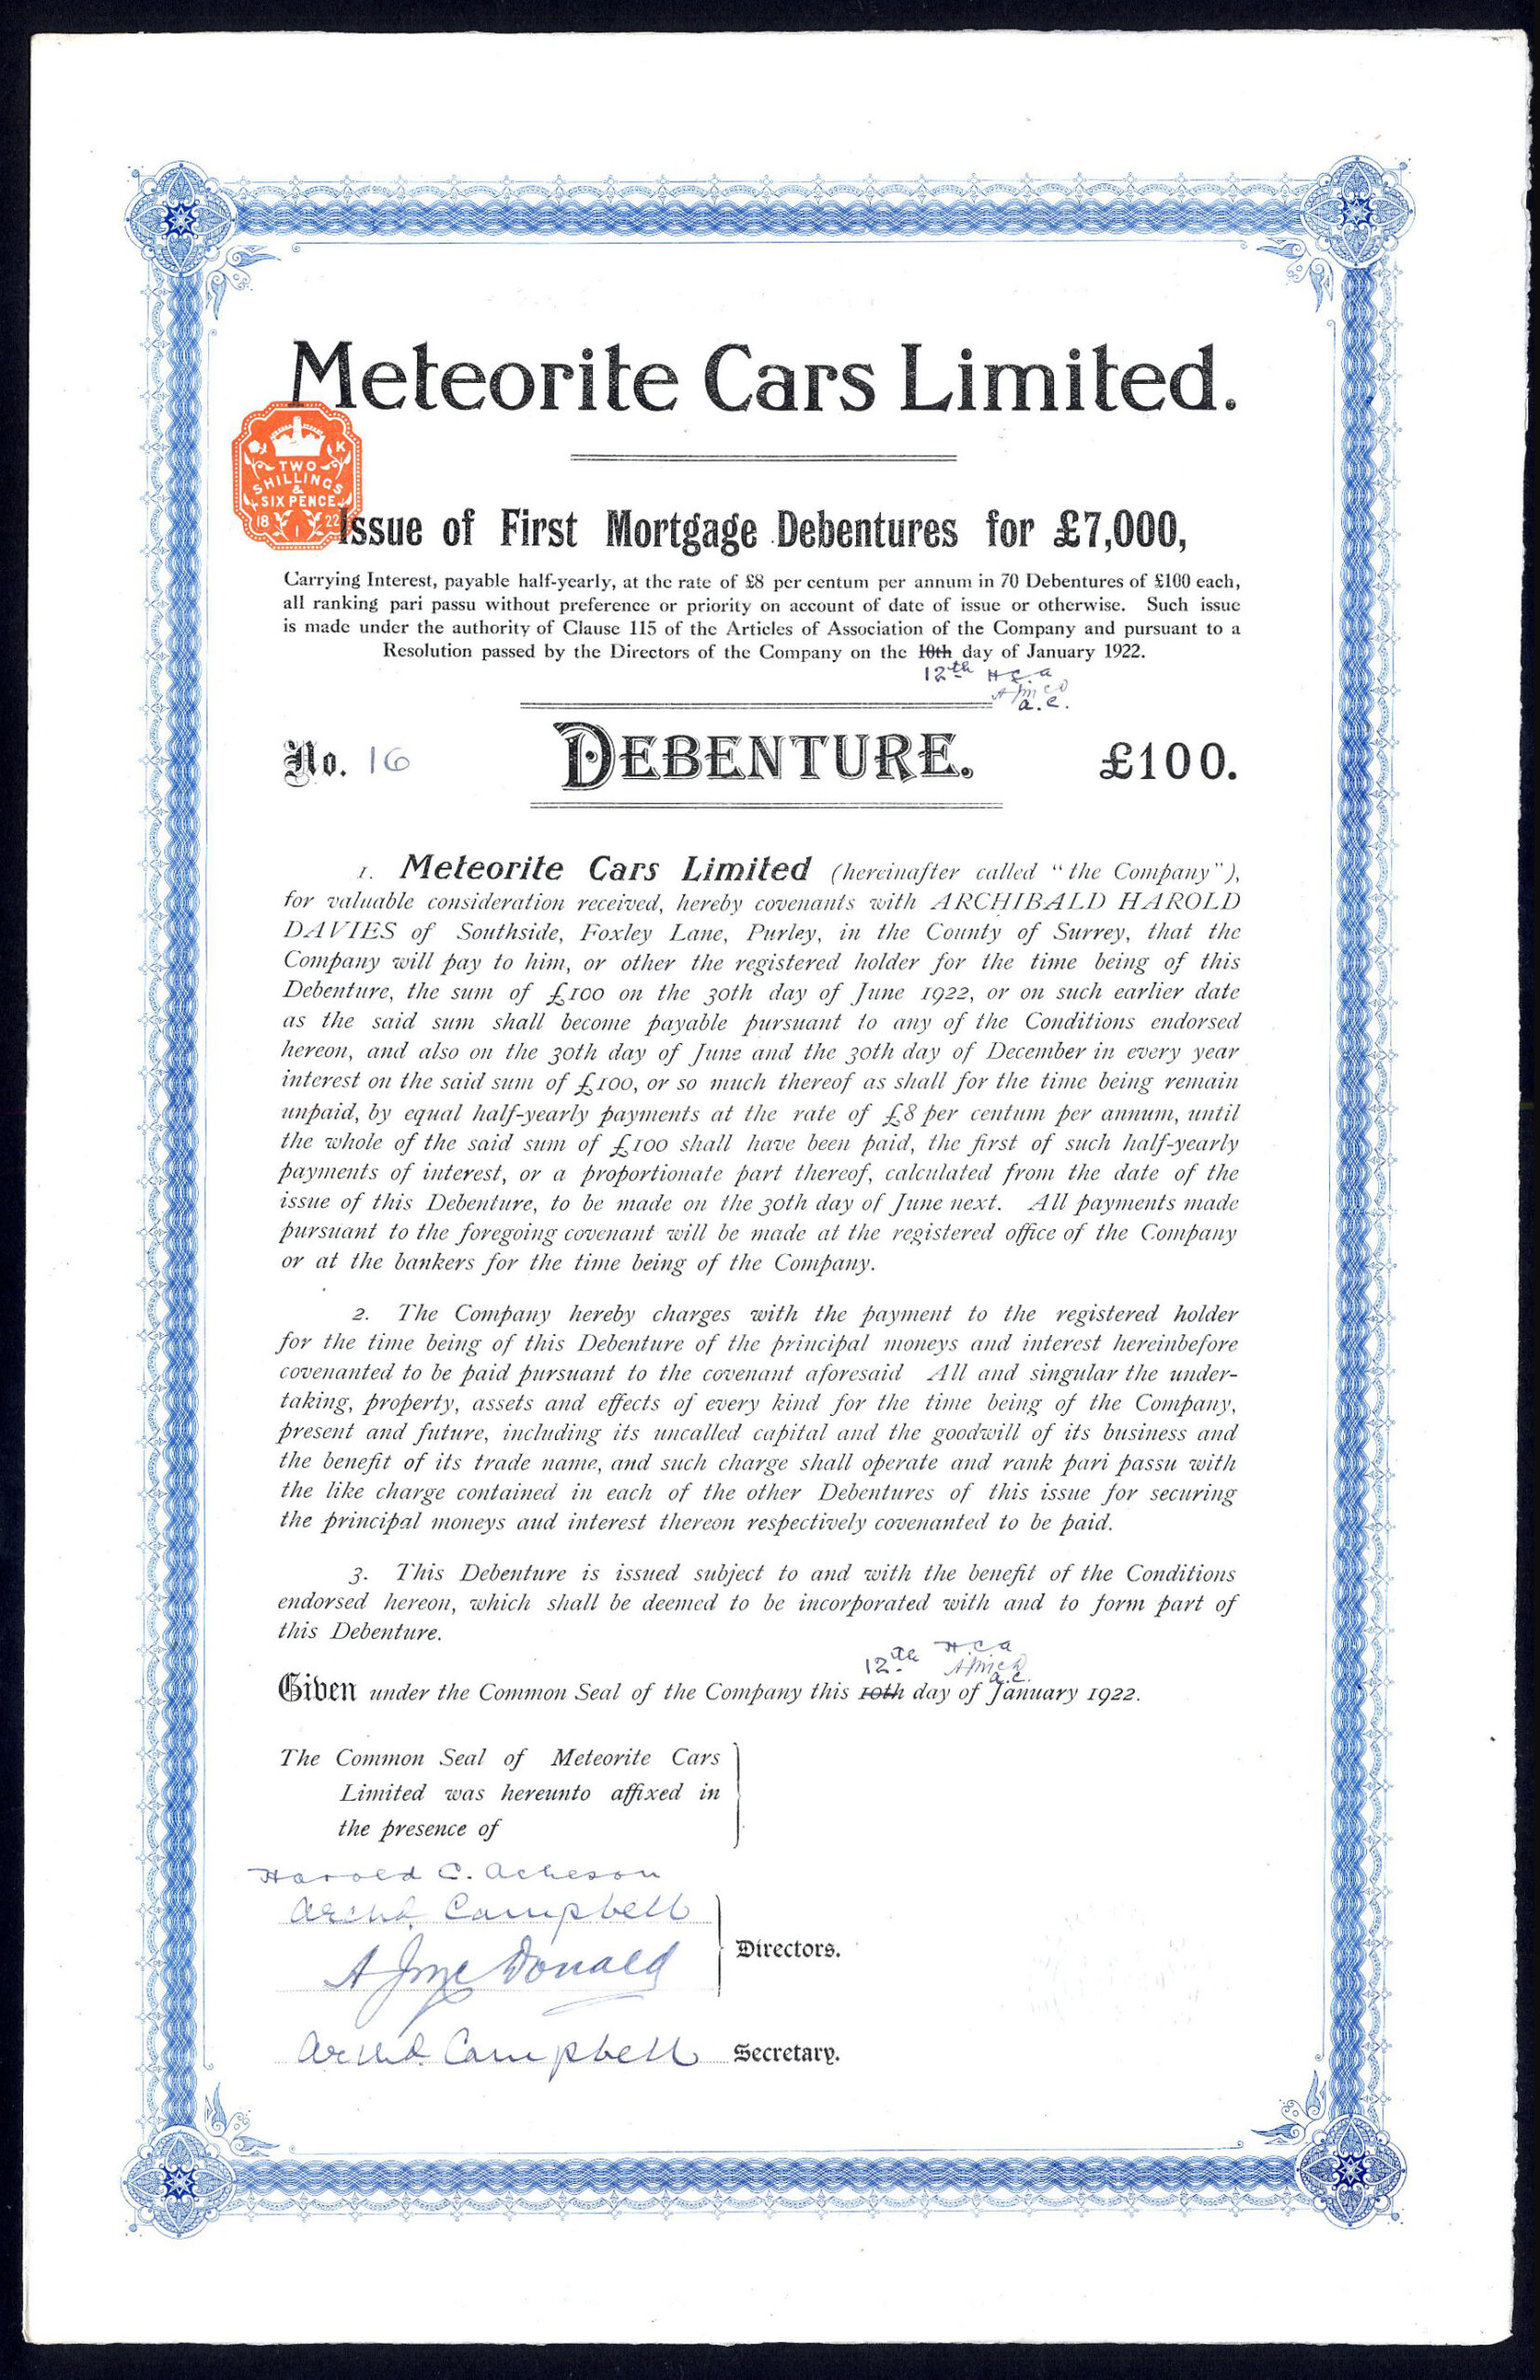 Meteorite Cars Limited.
K
TWO
SHILLINGS
&
SIX PENCE
18 1 22
Issue of First Mortgage Debentures for £7,000,
Carrying Interest, payable half-yearly, at the rate of £8 per centum per annum in 70 Debentures of £100 each,
all ranking pari passu without preference or priority on account of date of issue or otherwise. Such issue
is made under the authority of Clause 115 of the Articles of Association of the Company and pursuant to a
Resolution passed by the Directors of the Company on the 10th day of January 1922.
12th H C a
a.c.
No. 16 DEBENTURE. £100.
1. Meteorite Cars Limited (hereinafter called "the Company"),
for valuable consideration received, hereby covenants with ARCHIBALD HAROLD
DAVIES of Southside, Foxley Lane, Purley, in the County of Surrey, that the
Company will pay to him, or other the registered holder for the time being of this
Debenture, the sum of £100 on the 30th day of June 1922, or on such earlier date
as the said sum shall become payable pursuant to any of the Conditions endorsed
hereon, and also on the 30th day of June and the 30th day of December in every year
interest on the said sum of £100, or so much thereof as shall for the time being remain
unpaid, by equal half-yearly payments at the rate of £8 per centum per annum, until
the whole of the said sum of £100 shall have been paid, the first of such half-yearly
payments of interest, or a proportionate part thereof, calculated from the date of the
issue of this Debenture, to be made on the 30th day of June next. All payments made
pursuant to the foregoing covenant will be made at the registered office of the Company
or at the bankers for the time being of the Company.
2. The Company hereby charges with the payment to the registered holder
for the time being of this Debenture of the principal moneys and interest hereinbefore
covenanted to be paid pursuant to the covenant aforesaid All and singular the under-
taking, property, assets and effects of every kind for the time being of the Company,
present and future, including its uncalled capital and the goodwill of its business and
the benefit of its trade name, and such charge shall operate and rank pari passu with
the like charge contained in each of the other Debentures of this issue for securing
the principal moneys and interest thereon respectively covenanted to be paid.
3. This Debenture is issued subject to and with the benefit of the Conditions
endorsed hereon, which shall be deemed to be incorporated with and to form part of
this Debenture.
12th H.C.a
a.c.
Given under the Common Seal of the Company this 10th day of January 1922.
The Common Seal of Meteorite Cars
Limited was hereunto affixed in
the presence of
Harold C. Acheson
Archd. Campbell
A J McDonald
Directors.
Archd. Campbell Secretary.